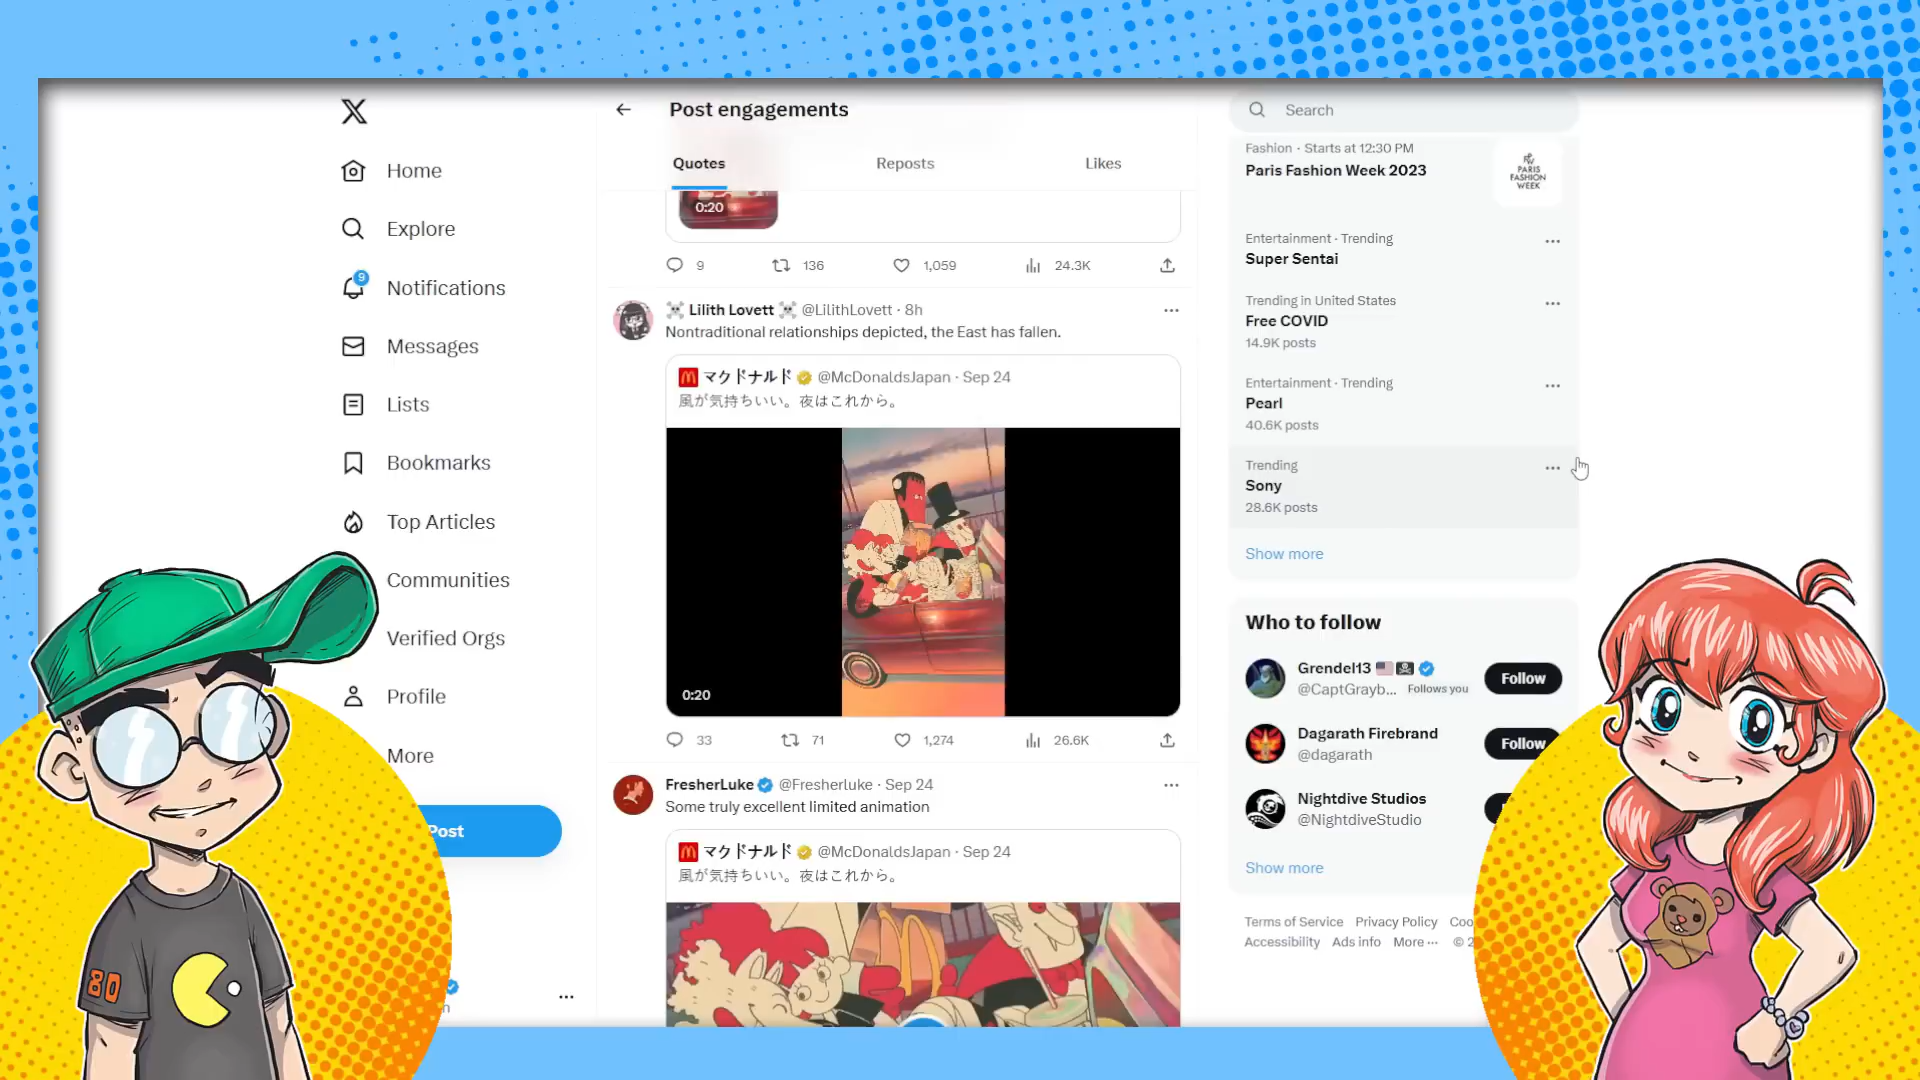 Home
Explore
9
Notifications
Messages
Lists
Bookmarks
Top Articles
Communities
Verified Orgs
Profile
More
Post
Post engagements
Quotes
Reposts
Likes
0:20
9
136
1,059
24.3K
Lilith Lovett @LilithLovett · 8h
Nontraditional relationships depicted, the East has fallen.
マクドナルド @McDonaldsJapan · Sep 24
風が気持ちいい。夜はこれから。
0:20
33
71
1,274
26.6K
FresherLuke @Fresherluke · Sep 24
Some truly excellent limited animation
マクドナルド @McDonaldsJapan · Sep 24
風が気持ちいい。夜はこれから。
Search
Fashion · Starts at 12:30 PM
Paris Fashion Week 2023
PARIS
FASHION
WEEK
Entertainment · Trending
Super Sentai
Trending in United States
Free COVID
14.9K posts
Entertainment · Trending
Pearl
40.6K posts
Trending
Sony
28.6K posts
Show more
Who to follow
Grendel13
@CaptGrayb... Follows you
Follow
Dagarath Firebrand
@dagarath
Follow
Nightdive Studios
@NightdiveStudio
Show more
Terms of Service Privacy Policy Coo
Accessibility Ads info More ··· ©
80